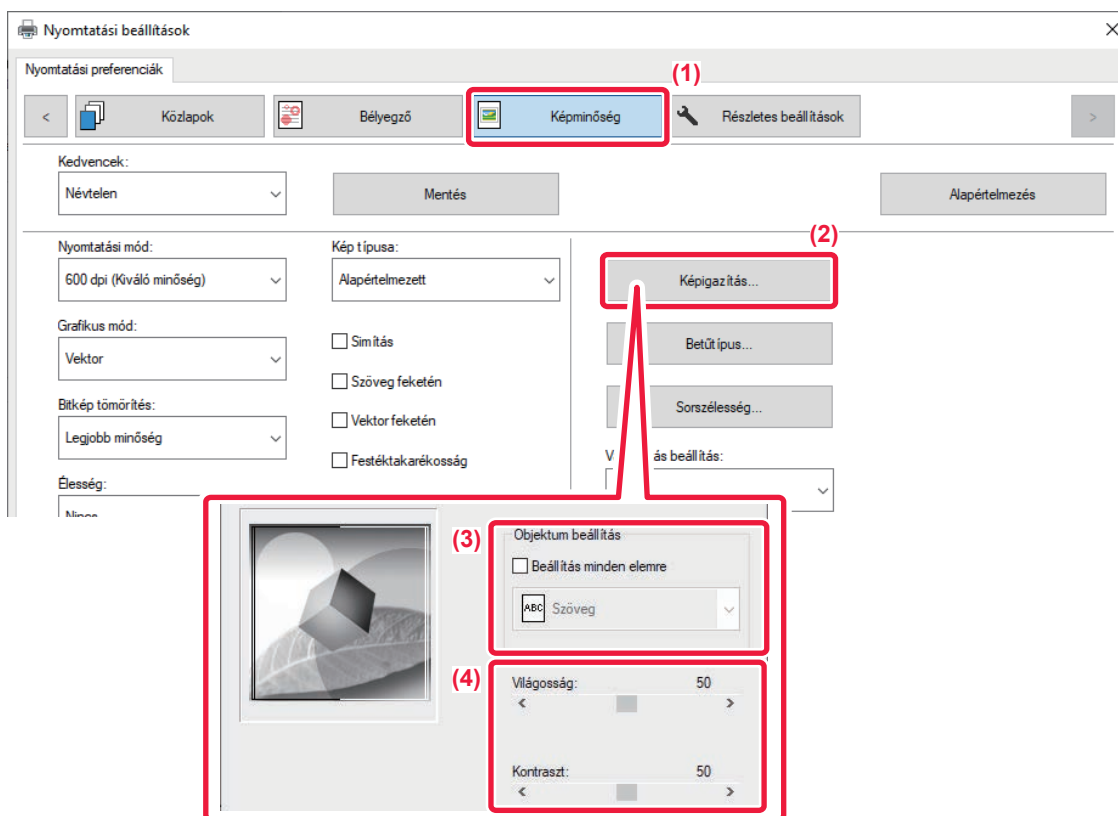 Nyomtatási beállítások
Nyomtatási preferenciák
(1)
< Közlapok Bélyegző Képminőség Részletes beállítások >
Kedvencek:
Névtelen Mentés Alapértelmezés
(2)
Nyomtatási mód: Kép típusa:
600 dpi (Kiváló minőség) Alapértelmezett Képigazítás...
Grafikus mód:
Vektor Simítás Betűtípus...
Szöveg feketén
Bitkép tömörítés: Sorszélesség...
Legjobb minőség Vektor feketén
Festéktakarékosság beállítás:
Élesség:
Nincs
(3) Objektum beállítás
Beállítás minden elemre
ABC Szöveg
(4) Világosság: 50
< >
Kontraszt: 50
< >